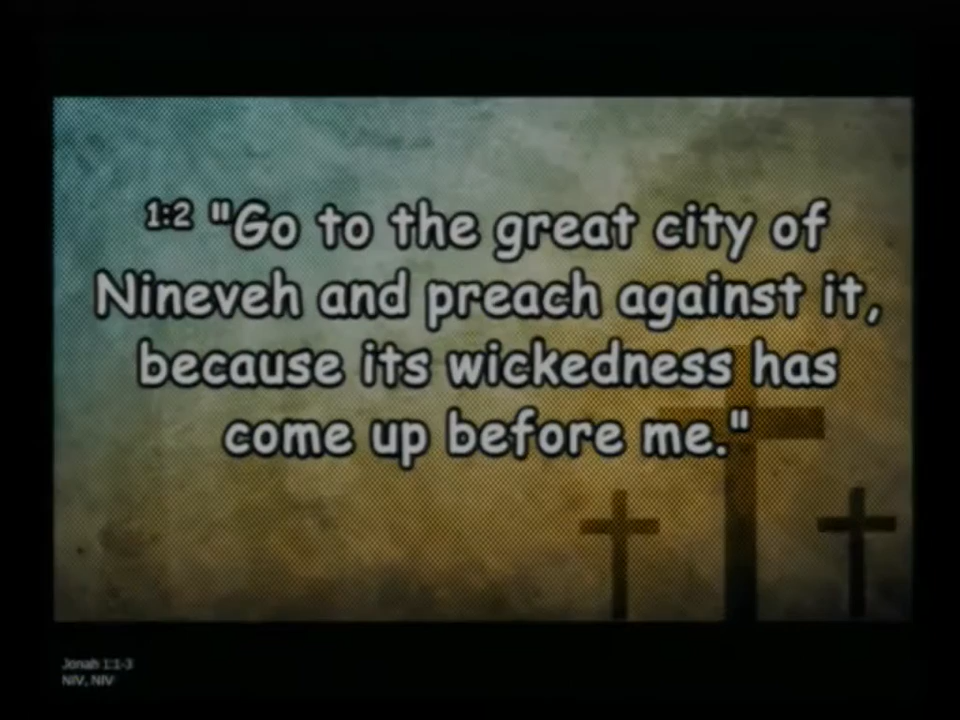 1:2 "Go to the great city of
Nineveh and preach against it,
because its wickedness has
come up before me."
Jonah 1:1-3
NIV, NIV